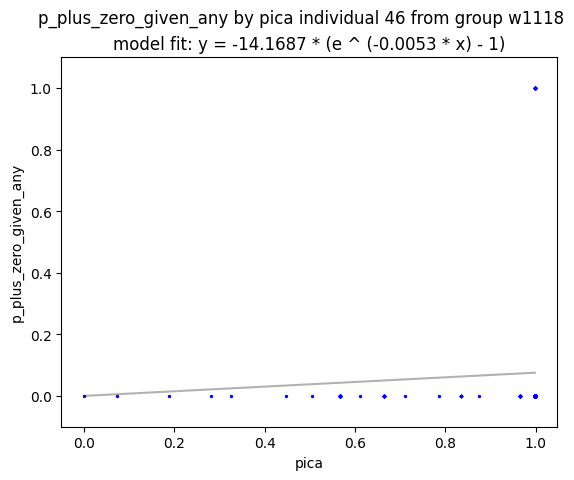 p_plus_zero_given_any by pica individual 46 from group w1118
model fit: y = -14.1687 * (e ^ (-0.0053 * x) - 1)
1.0
0.8
0.6
0.4
0.2
0.0
p_plus_zero_given_any
0.0 0.2 0.4 0.6 0.8 1.0
pica